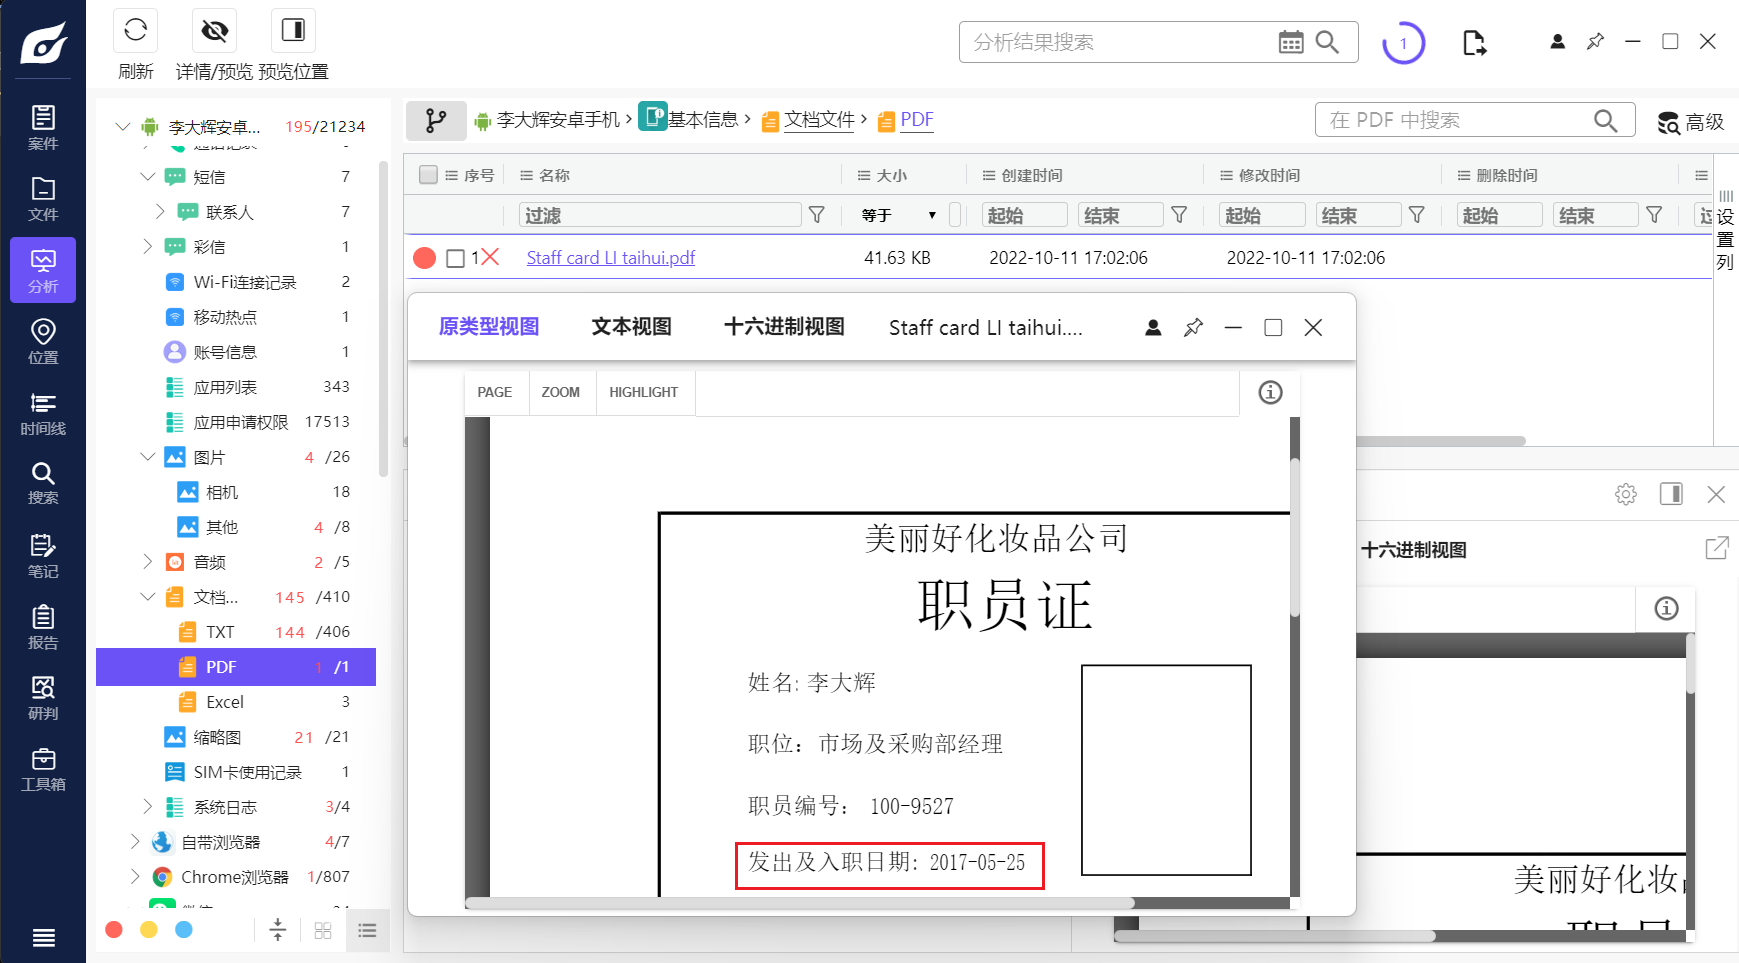 刷新
详情/预览
预览位置
分析结果搜索
1
案件
文件
分析
位置
时间线
搜索
笔记
报告
研判
工具箱
李大辉安卓... 195/21234
短信 7
联系人 7
彩信 1
Wi-Fi连接记录 2
移动热点 1
账号信息 1
应用列表 343
应用申请权限 17513
图片 4 /26
相机 18
其他 4 /8
音频 2 /5
文档... 145 /410
TXT 144 /406
PDF 1 /1
Excel 3
缩略图 21 /21
SIM卡使用记录 1
系统日志 3/4
自带浏览器 4/7
Chrome浏览器 1/807
李大辉安卓手机 › 基本信息 › 文档文件 › PDF
在 PDF 中搜索
高级
序号 名称 大小 创建时间 修改时间 删除时间
过滤 等于 ▼ 起始 结束 起始 结束 起始 结束
设置列
1 Staff card LI taihui.pdf 41.63 KB 2022-10-11 17:02:06 2022-10-11 17:02:06
原类型视图 文本视图 十六进制视图 Staff card LI taihui....
PAGE ZOOM HIGHLIGHT
美丽好化妆品公司
职员证
姓名: 李大辉
职位: 市场及采购部经理
职员编号: 100-9527
发出及入职日期: 2017-05-25
十六进制视图
美丽好化妆
职员